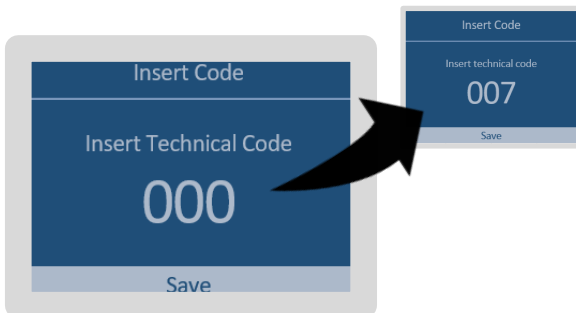 Insert Code
Insert Technical Code
000
Save
Insert Code
Insert technical code
007
Save